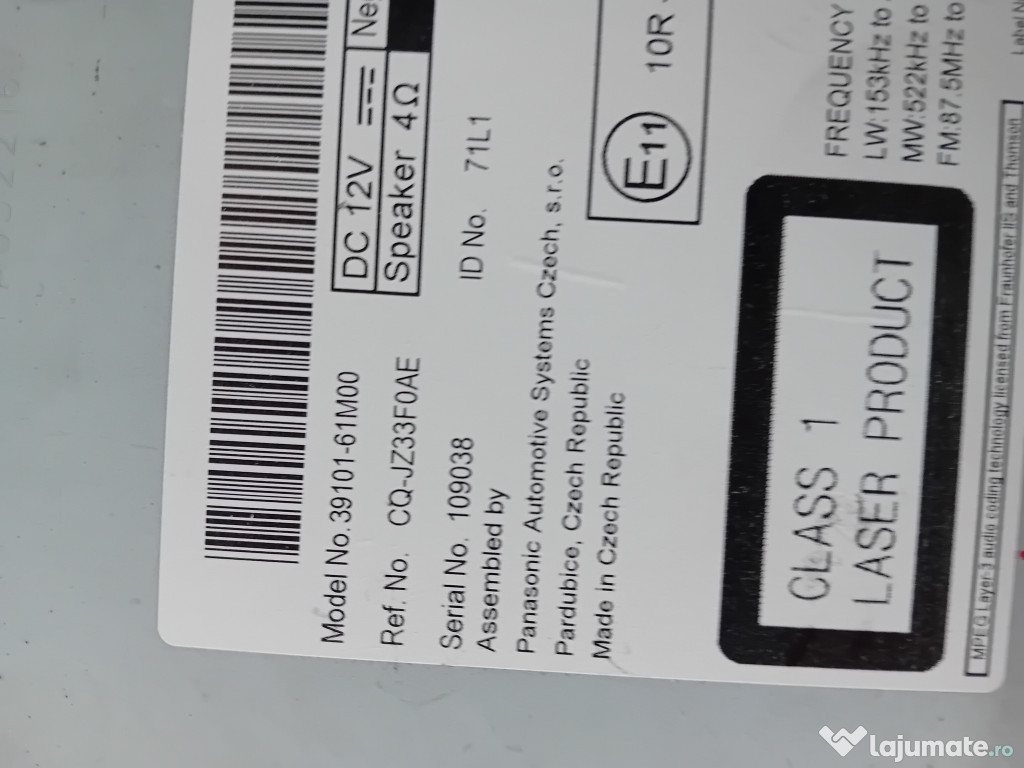 DC 12V
Speaker 4Ω
Model No.39101-61M00
Ref. No. CQ-JZ33F0AE
Serial No. 109038
ID No. 71L1
Assembled by
Panasonic Automotive Systems Czech, s.r.o.
Pardubice, Czech Republic
Made in Czech Republic
E11
10R
CLASS 1
LASER PRODUCT
FREQUENCY
LW:153kHz to
MW:522kHz to
FM:87.5MHz to
Label
MPEG Layer-3 audio coding technology licensed from Fraunhofer IIS and Thomson
lajumate.ro